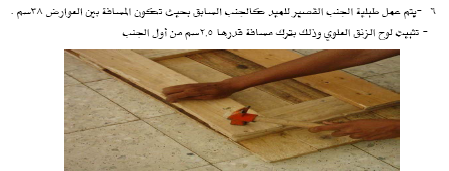 ٦ -يتم عمل طبلية الجنب القصير للميد كالجنب السابق بحيث تكون المسافة بين العوارض ٣٨سم .
- تثبيت لوح الزنق العلوي وذلك بترك مسافة قدرها ٢,٥سم من أول الجنب